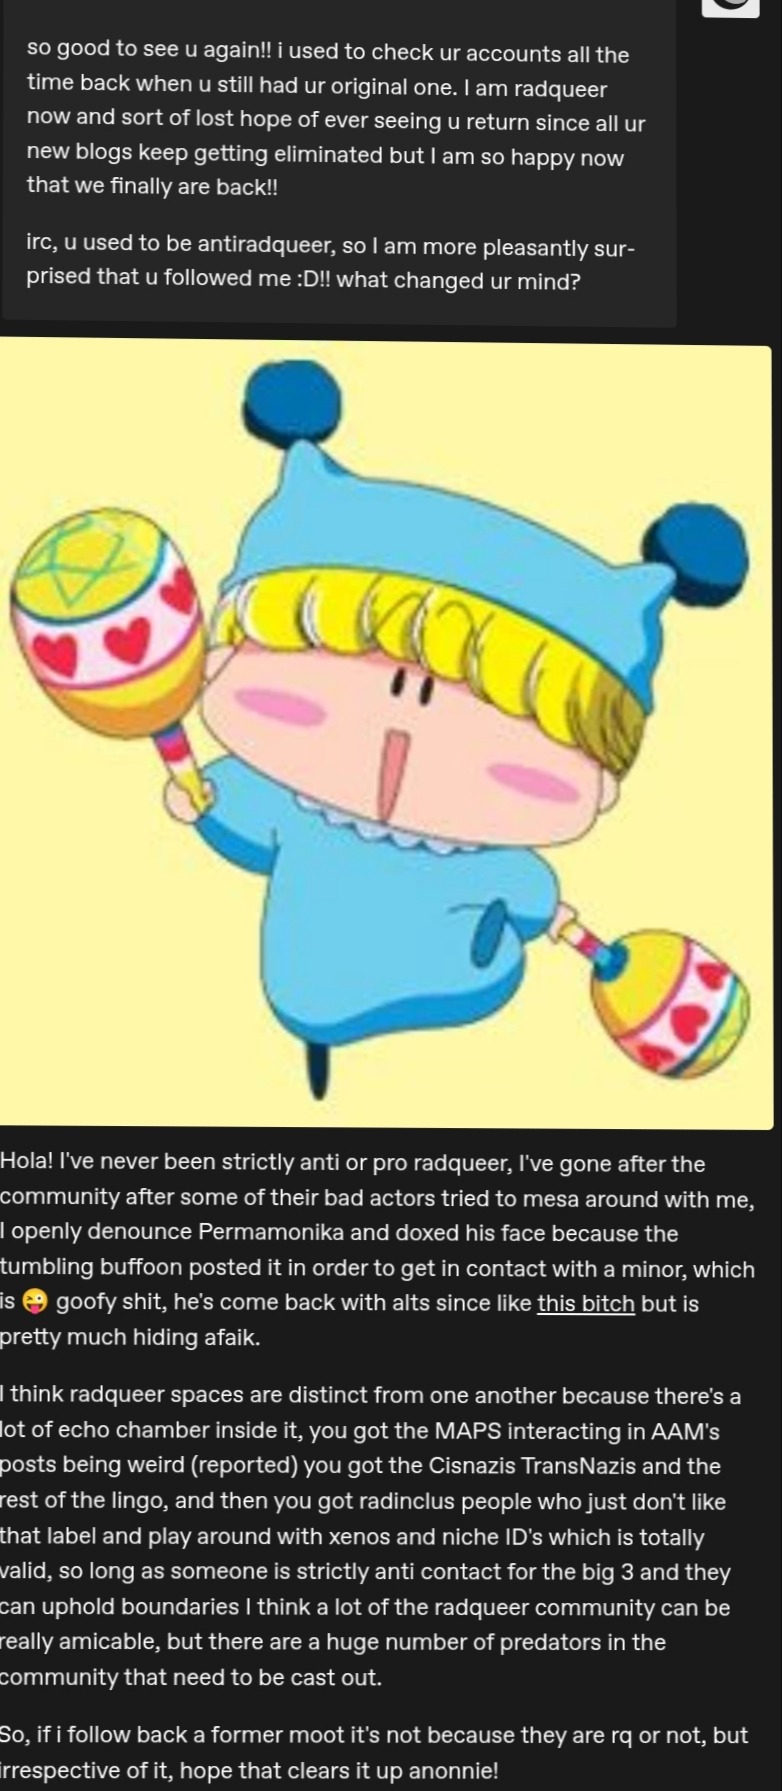 so good to see u again!! i used to check ur accounts all the
time back when u still had ur original one. I am radqueer
now and sort of lost hope of ever seeing u return since all ur
new blogs keep getting eliminated but I am so happy now
that we finally are back!!
irc, u used to be antiradqueer, so I am more pleasantly sur-
prised that u followed me :D!! what changed ur mind?
Hola! I've never been strictly anti or pro radqueer, I've gone after the
community after some of their bad actors tried to mesa around with me,
I openly denounce Permamonika and doxed his face because the
tumbling buffoon posted it in order to get in contact with a minor, which
is 😜 goofy shit, he's come back with alts since like this bitch but is
pretty much hiding afaik.
I think radqueer spaces are distinct from one another because there's a
lot of echo chamber inside it, you got the MAPS interacting in AAM's
posts being weird (reported) you got the Cisnazis TransNazis and the
rest of the lingo, and then you got radinclus people who just don't like
that label and play around with xenos and niche ID's which is totally
valid, so long as someone is strictly anti contact for the big 3 and they
can uphold boundaries I think a lot of the radqueer community can be
really amicable, but there are a huge number of predators in the
community that need to be cast out.
So, if i follow back a former moot it's not because they are rq or not, but
irrespective of it, hope that clears it up anonnie!